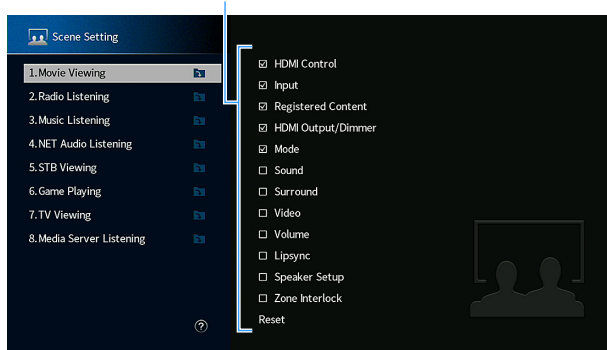 Scene Setting
1.Movie Viewing
2.Radio Listening
3.Music Listening
4.NET Audio Listening
5.STB Viewing
6.Game Playing
7.TV Viewing
8.Media Server Listening
?
HDMI Control
Input
Registered Content
HDMI Output/Dimmer
Mode
Sound
Surround
Video
Volume
Lipsync
Speaker Setup
Zone Interlock
Reset